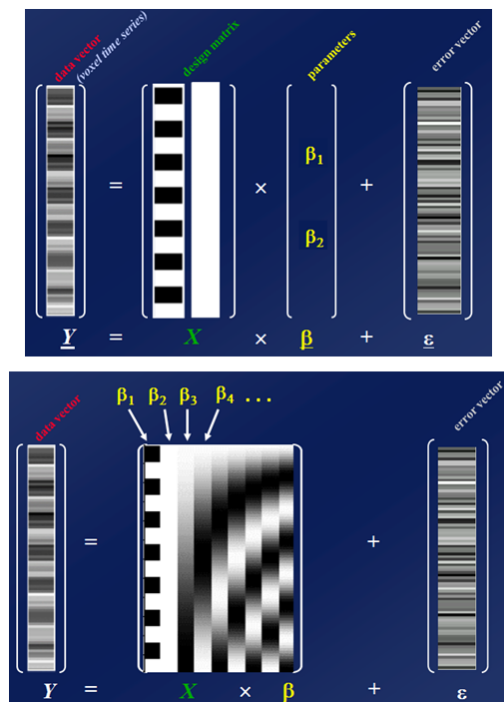 data vector
(voxel time series)
design matrix
parameters
error vector
= × β₁ +
β₂
Y = X × β + ε
β₁ β₂ β₃ β₄ . . .
data vector
error vector
= +
Y = X × β + ε